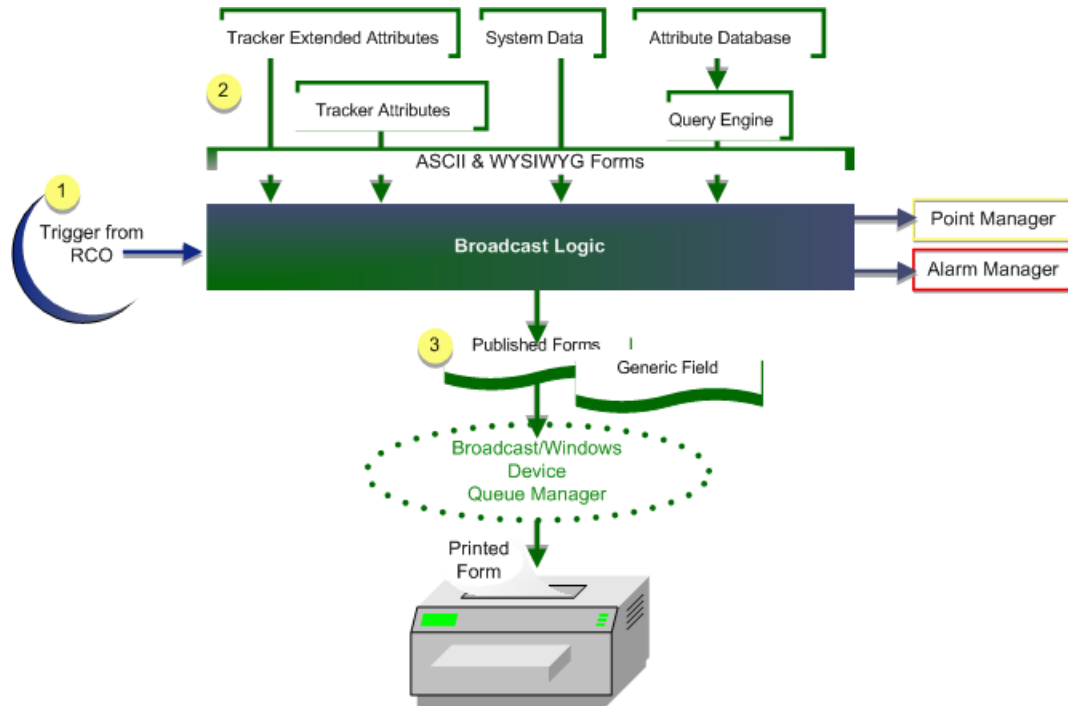 Tracker Extended Attributes
System Data
Attribute Database
2
Tracker Attributes
Query Engine
ASCII & WYSIWYG Forms
1
Trigger from
RCO
Broadcast Logic
Point Manager
Alarm Manager
3
Published Forms
Generic Field
Broadcast/Windows
Device
Queue Manager
Printed
Form